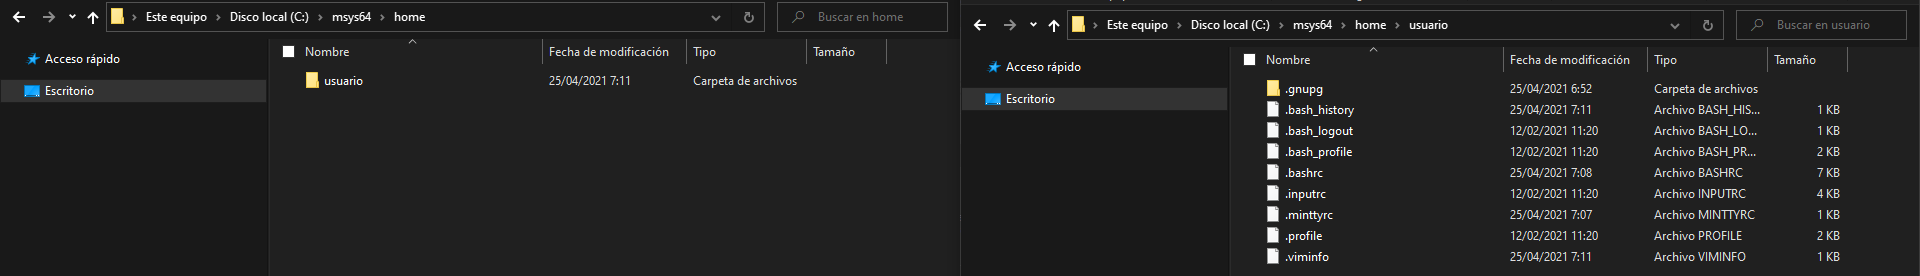 Este equipo > Disco local (C:) > msys64 > home
Buscar en home
Acceso rápido
Escritorio
Nombre Fecha de modificación Tipo Tamaño
usuario 25/04/2021 7:11 Carpeta de archivos
Este equipo > Disco local (C:) > msys64 > home > usuario
Buscar en usuario
Acceso rápido
Escritorio
Nombre Fecha de modificación Tipo Tamaño
.gnupg 25/04/2021 6:52 Carpeta de archivos
.bash_history 25/04/2021 7:11 Archivo BASH_HIS... 1 KB
.bash_logout 12/02/2021 11:20 Archivo BASH_LO... 1 KB
.bash_profile 12/02/2021 11:20 Archivo BASH_PR... 2 KB
.bashrc 25/04/2021 7:08 Archivo BASHRC 7 KB
.inputrc 12/02/2021 11:20 Archivo INPUTRC 4 KB
.minttyrc 25/04/2021 7:07 Archivo MINTTYRC 1 KB
.profile 12/02/2021 11:20 Archivo PROFILE 2 KB
.viminfo 25/04/2021 7:11 Archivo VIMINFO 1 KB